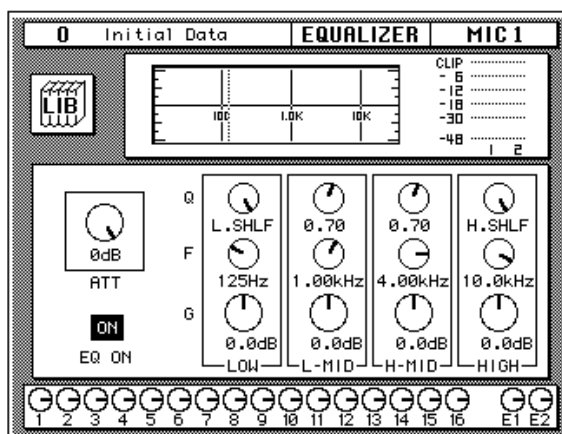 0 Initial Data EQUALIZER MIC1
LIB
100 1.0K 10K
CLIP
- 6
-12
-18
-30
-48
1 2
Q
L.SHLF 0.70 0.70 H.SHLF
0dB
F
125Hz 1.00kHz 4.00kHz 10.0kHz
ATT
G
ON
0.0dB 0.0dB 0.0dB 0.0dB
EQ ON
LOW L-MID H-MID HIGH
1 2 3 4 5 6 7 8 9 10 11 12 13 14 15 16 E1 E2